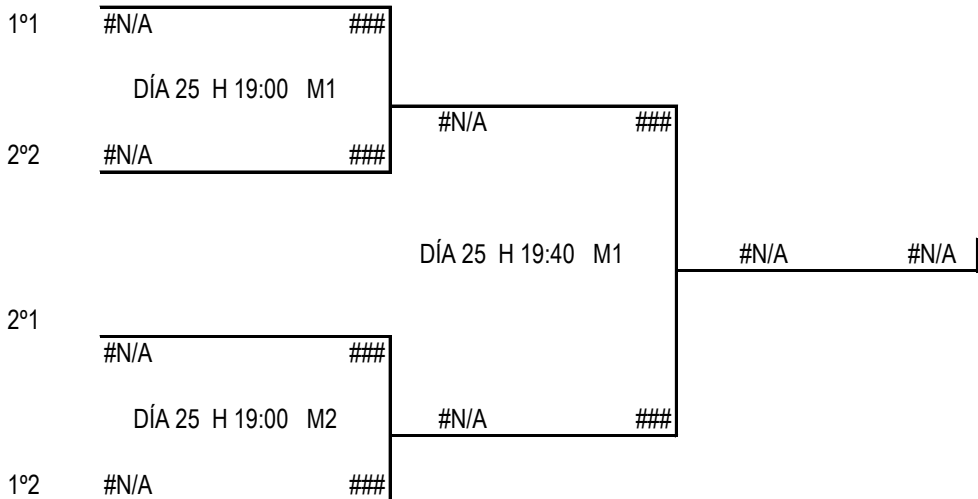 1º1 #N/A ###
DÍA 25 H 19:00 M1
#N/A ###
2º2 #N/A ###
DÍA 25 H 19:40 M1 #N/A #N/A
2º1
#N/A ###
DÍA 25 H 19:00 M2 #N/A ###
1º2 #N/A ###